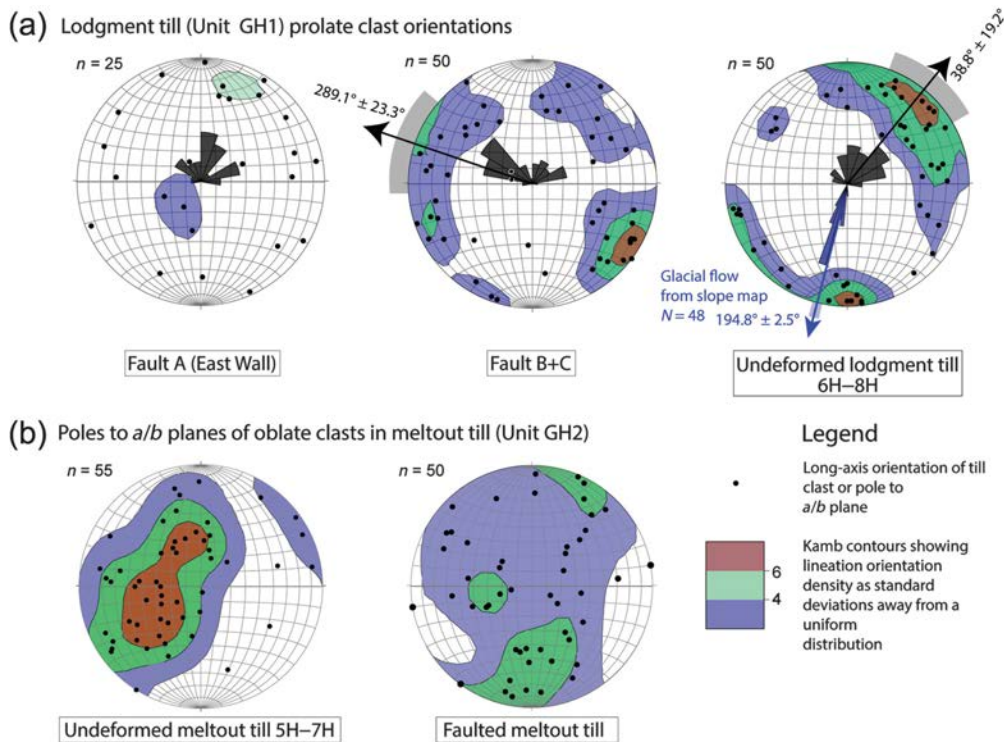 (a) Lodgment till (Unit GH1) prolate clast orientations
n = 25
n = 50
289.1° ± 23.3°
n = 50
38.8° ± 19.2°
Glacial flow
from slope map
N = 48 194.8° ± 2.5°
Fault A (East Wall)
Fault B+C
Undeformed lodgment till
6H–8H
(b) Poles to a/b planes of oblate clasts in meltout till (Unit GH2)
n = 55
n = 50
Undeformed meltout till 5H–7H
Faulted meltout till
Legend
Long-axis orientation of till
clast or pole to
a/b plane
6
4
Kamb contours showing
lineation orientation
density as standard
deviations away from a
uniform
distribution